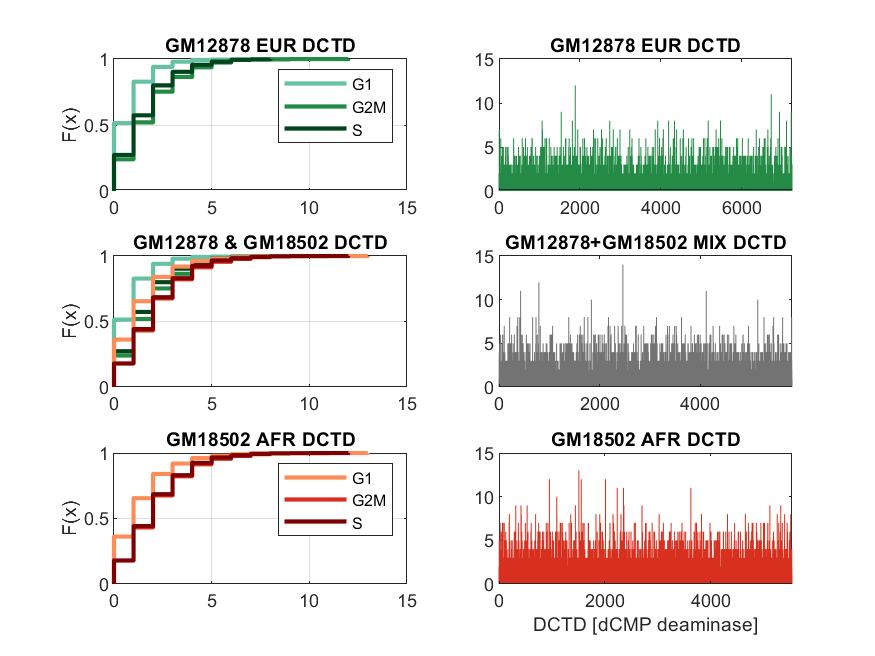 GM12878 EUR DCTD
F(x)
1
0.5
0
0 5 10 15
G1
G2M
S
GM12878 EUR DCTD
15
10
5
0
0 2000 4000 6000
GM12878 & GM18502 DCTD
F(x)
1
0.5
0
0 5 10 15
GM12878+GM18502 MIX DCTD
15
10
5
0
0 2000 4000
GM18502 AFR DCTD
F(x)
1
0.5
0
0 5 10 15
G1
G2M
S
GM18502 AFR DCTD
15
10
5
0
0 2000 4000
DCTD [dCMP deaminase]